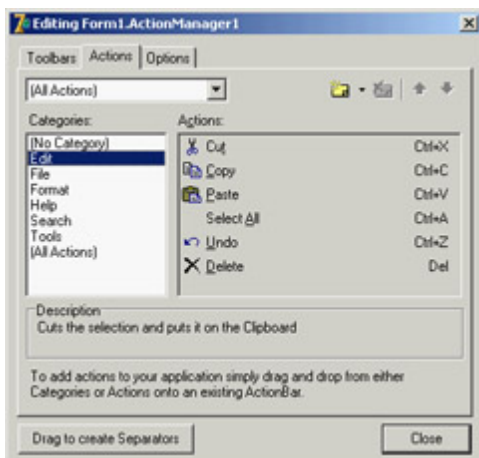 Editing Form1.ActionManager1
Toolbars Actions Options
(All Actions)
Categories: Actions:
(No Category)
Edit
File
Format
Help
Search
Tools
(All Actions)
Cut Ctrl+X
Copy Ctrl+C
Paste Ctrl+V
Select All Ctrl+A
Undo Ctrl+Z
Delete Del
Description
Cuts the selection and puts it on the Clipboard
To add actions to your application simply drag and drop from either
Categories or Actions onto an existing ActionBar.
Drag to create Separators Close